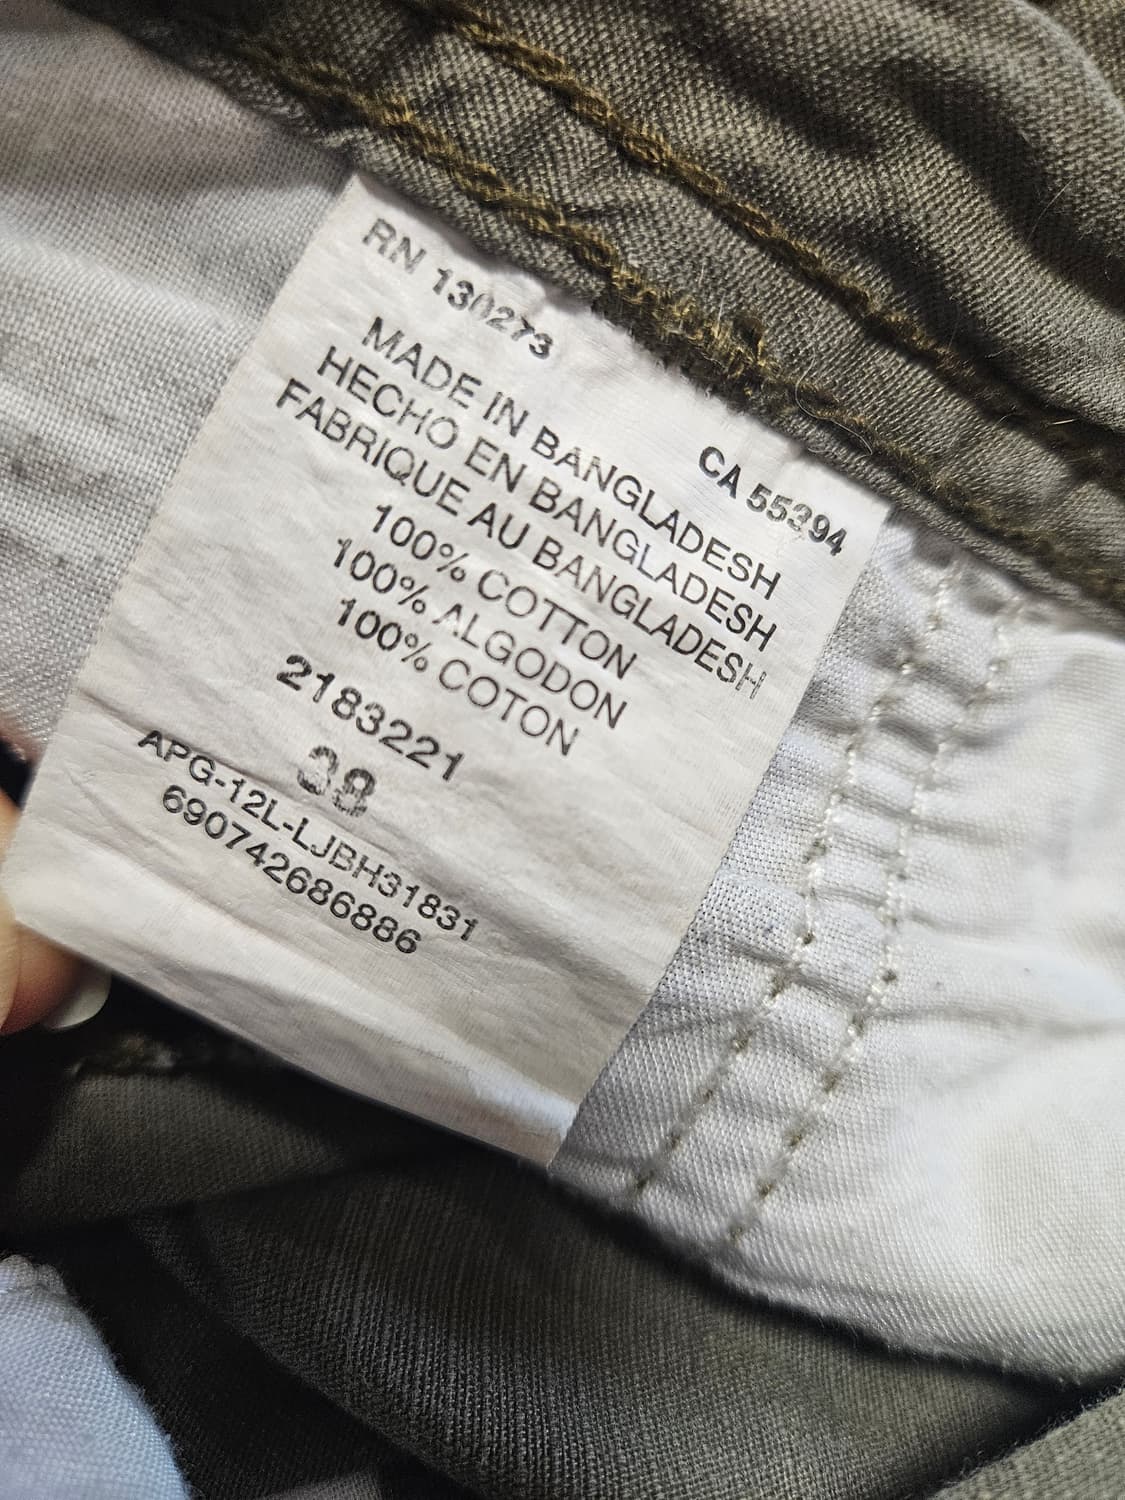 RN 130273
CA 55394
MADE IN BANGLADESH
HECHO EN BANGLADESH
FABRIQUE AU BANGLADESH
100% COTTON
100% ALGODON
100% COTON
2183221
38
APG-12L-LJBH31831
690742686886